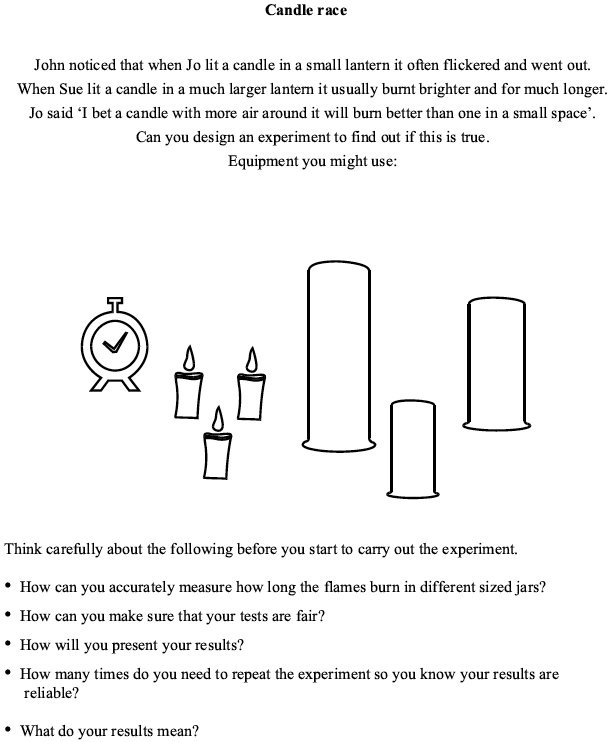 Candle race
John noticed that when Jo lit a candle in a small lantern it often flickered and went out.
When Sue lit a candle in a much larger lantern it usually burnt brighter and for much longer.
Jo said ‘I bet a candle with more air around it will burn better than one in a small space’.
Can you design an experiment to find out if this is true.
Equipment you might use:
Think carefully about the following before you start to carry out the experiment.
• How can you accurately measure how long the flames burn in different sized jars?
• How can you make sure that your tests are fair?
• How will you present your results?
• How many times do you need to repeat the experiment so you know your results are
reliable?
• What do your results mean?